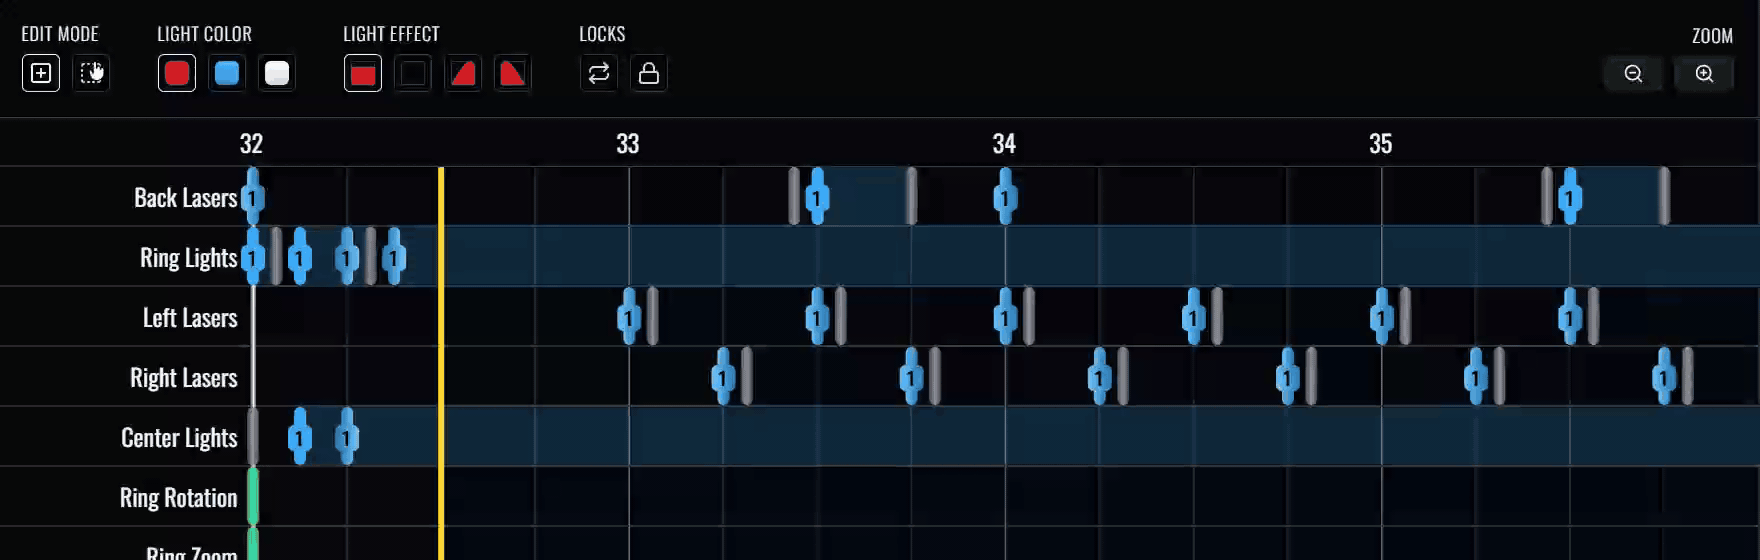 EDIT MODE LIGHT COLOR LIGHT EFFECT LOCKS ZOOM
32 33 34 35
Back Lasers 1 1 1 1
Ring Lights 1 1 1 1
Left Lasers 1 1 1 1 1 1
Right Lasers 1 1 1 1 1 1
Center Lights 1 1
Ring Rotation
Ring Zoom